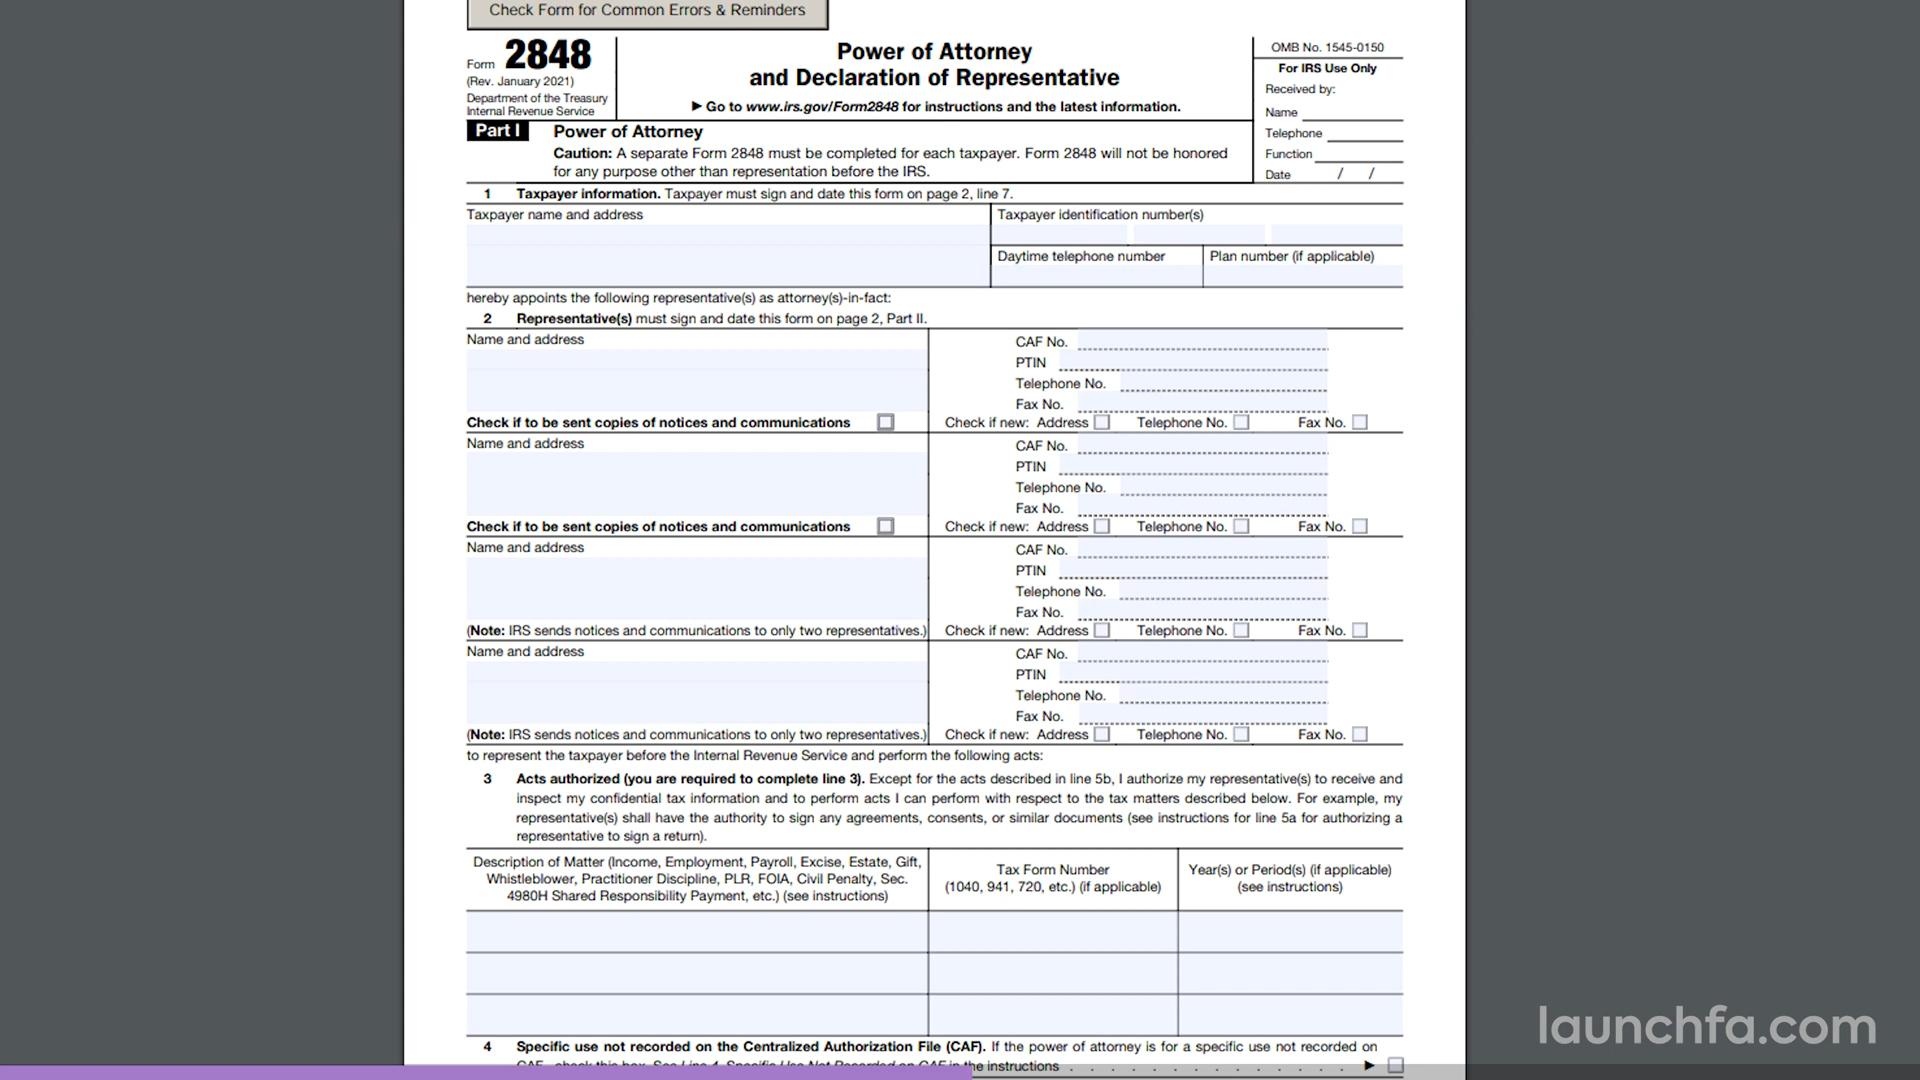 Check Form for Common Errors & Reminders
Form 2848
(Rev. January 2021)
Department of the Treasury
Internal Revenue Service
Power of Attorney
and Declaration of Representative
▶ Go to www.irs.gov/Form2848 for instructions and the latest information.
OMB No. 1545-0150
For IRS Use Only
Received by:
Name
Telephone
Function
Date / /
Part I Power of Attorney
Caution: A separate Form 2848 must be completed for each taxpayer. Form 2848 will not be honored
for any purpose other than representation before the IRS.
1 Taxpayer information. Taxpayer must sign and date this form on page 2, line 7.
Taxpayer name and address
Taxpayer identification number(s)
Daytime telephone number
Plan number (if applicable)
hereby appoints the following representative(s) as attorney(s)-in-fact:
2 Representative(s) must sign and date this form on page 2, Part II.
Name and address
CAF No.
PTIN
Telephone No.
Fax No.
Check if to be sent copies of notices and communications
Check if new: Address Telephone No. Fax No.
Name and address
CAF No.
PTIN
Telephone No.
Fax No.
Check if to be sent copies of notices and communications
Check if new: Address Telephone No. Fax No.
Name and address
CAF No.
PTIN
Telephone No.
Fax No.
(Note: IRS sends notices and communications to only two representatives.)
Check if new: Address Telephone No. Fax No.
Name and address
CAF No.
PTIN
Telephone No.
Fax No.
(Note: IRS sends notices and communications to only two representatives.)
Check if new: Address Telephone No. Fax No.
to represent the taxpayer before the Internal Revenue Service and perform the following acts:
3 Acts authorized (you are required to complete line 3). Except for the acts described in line 5b, I authorize my representative(s) to receive and
inspect my confidential tax information and to perform acts I can perform with respect to the tax matters described below. For example, my
representative(s) shall have the authority to sign any agreements, consents, or similar documents (see instructions for line 5a for authorizing a
representative to sign a return).
Description of Matter (Income, Employment, Payroll, Excise, Estate, Gift,
Whistleblower, Practitioner Discipline, PLR, FOIA, Civil Penalty, Sec.
4980H Shared Responsibility Payment, etc.) (see instructions)
Tax Form Number
(1040, 941, 720, etc.) (if applicable)
Year(s) or Period(s) (if applicable)
(see instructions)
4 Specific use not recorded on the Centralized Authorization File (CAF). If the power of attorney is for a specific use not recorded on
CAF, check this box. See Line 4. Specific Use Not Recorded on CAF in the instructions . . . . . . . . . . . . . . ▶
launchfa.com